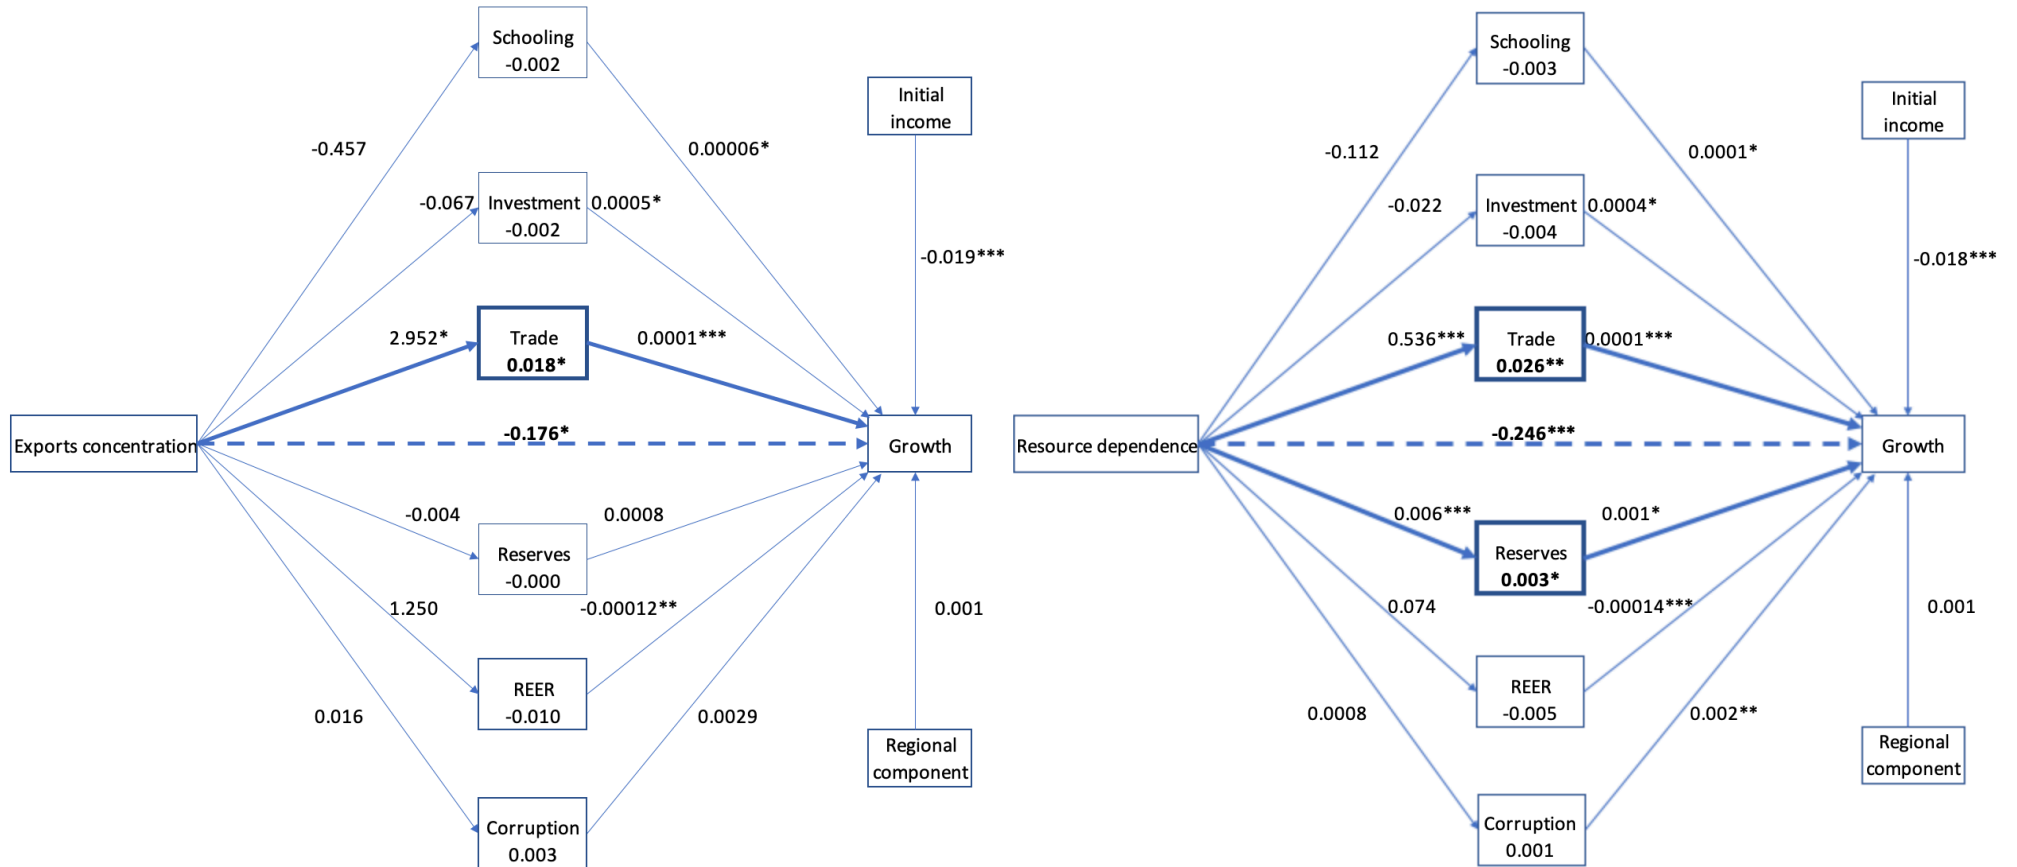 Schooling
-0.002
Initial
income
-0.457
0.00006*
-0.067
Investment
-0.002
0.0005*
-0.019***
2.952*
Trade
0.018*
0.0001***
Exports concentration
-0.176*
Growth
-0.004
0.0008
Reserves
-0.000
1.250
-0.00012**
0.001
REER
-0.010
0.016
0.0029
Regional
component
Corruption
0.003
Schooling
-0.003
Initial
income
-0.112
0.0001*
-0.022
Investment
-0.004
0.0004*
-0.018***
0.536***
Trade
0.026**
0.0001***
Resource dependence
-0.246***
Growth
0.006***
0.001*
Reserves
0.003*
0.074
-0.00014***
0.001
REER
-0.005
0.0008
0.002**
Regional
component
Corruption
0.001